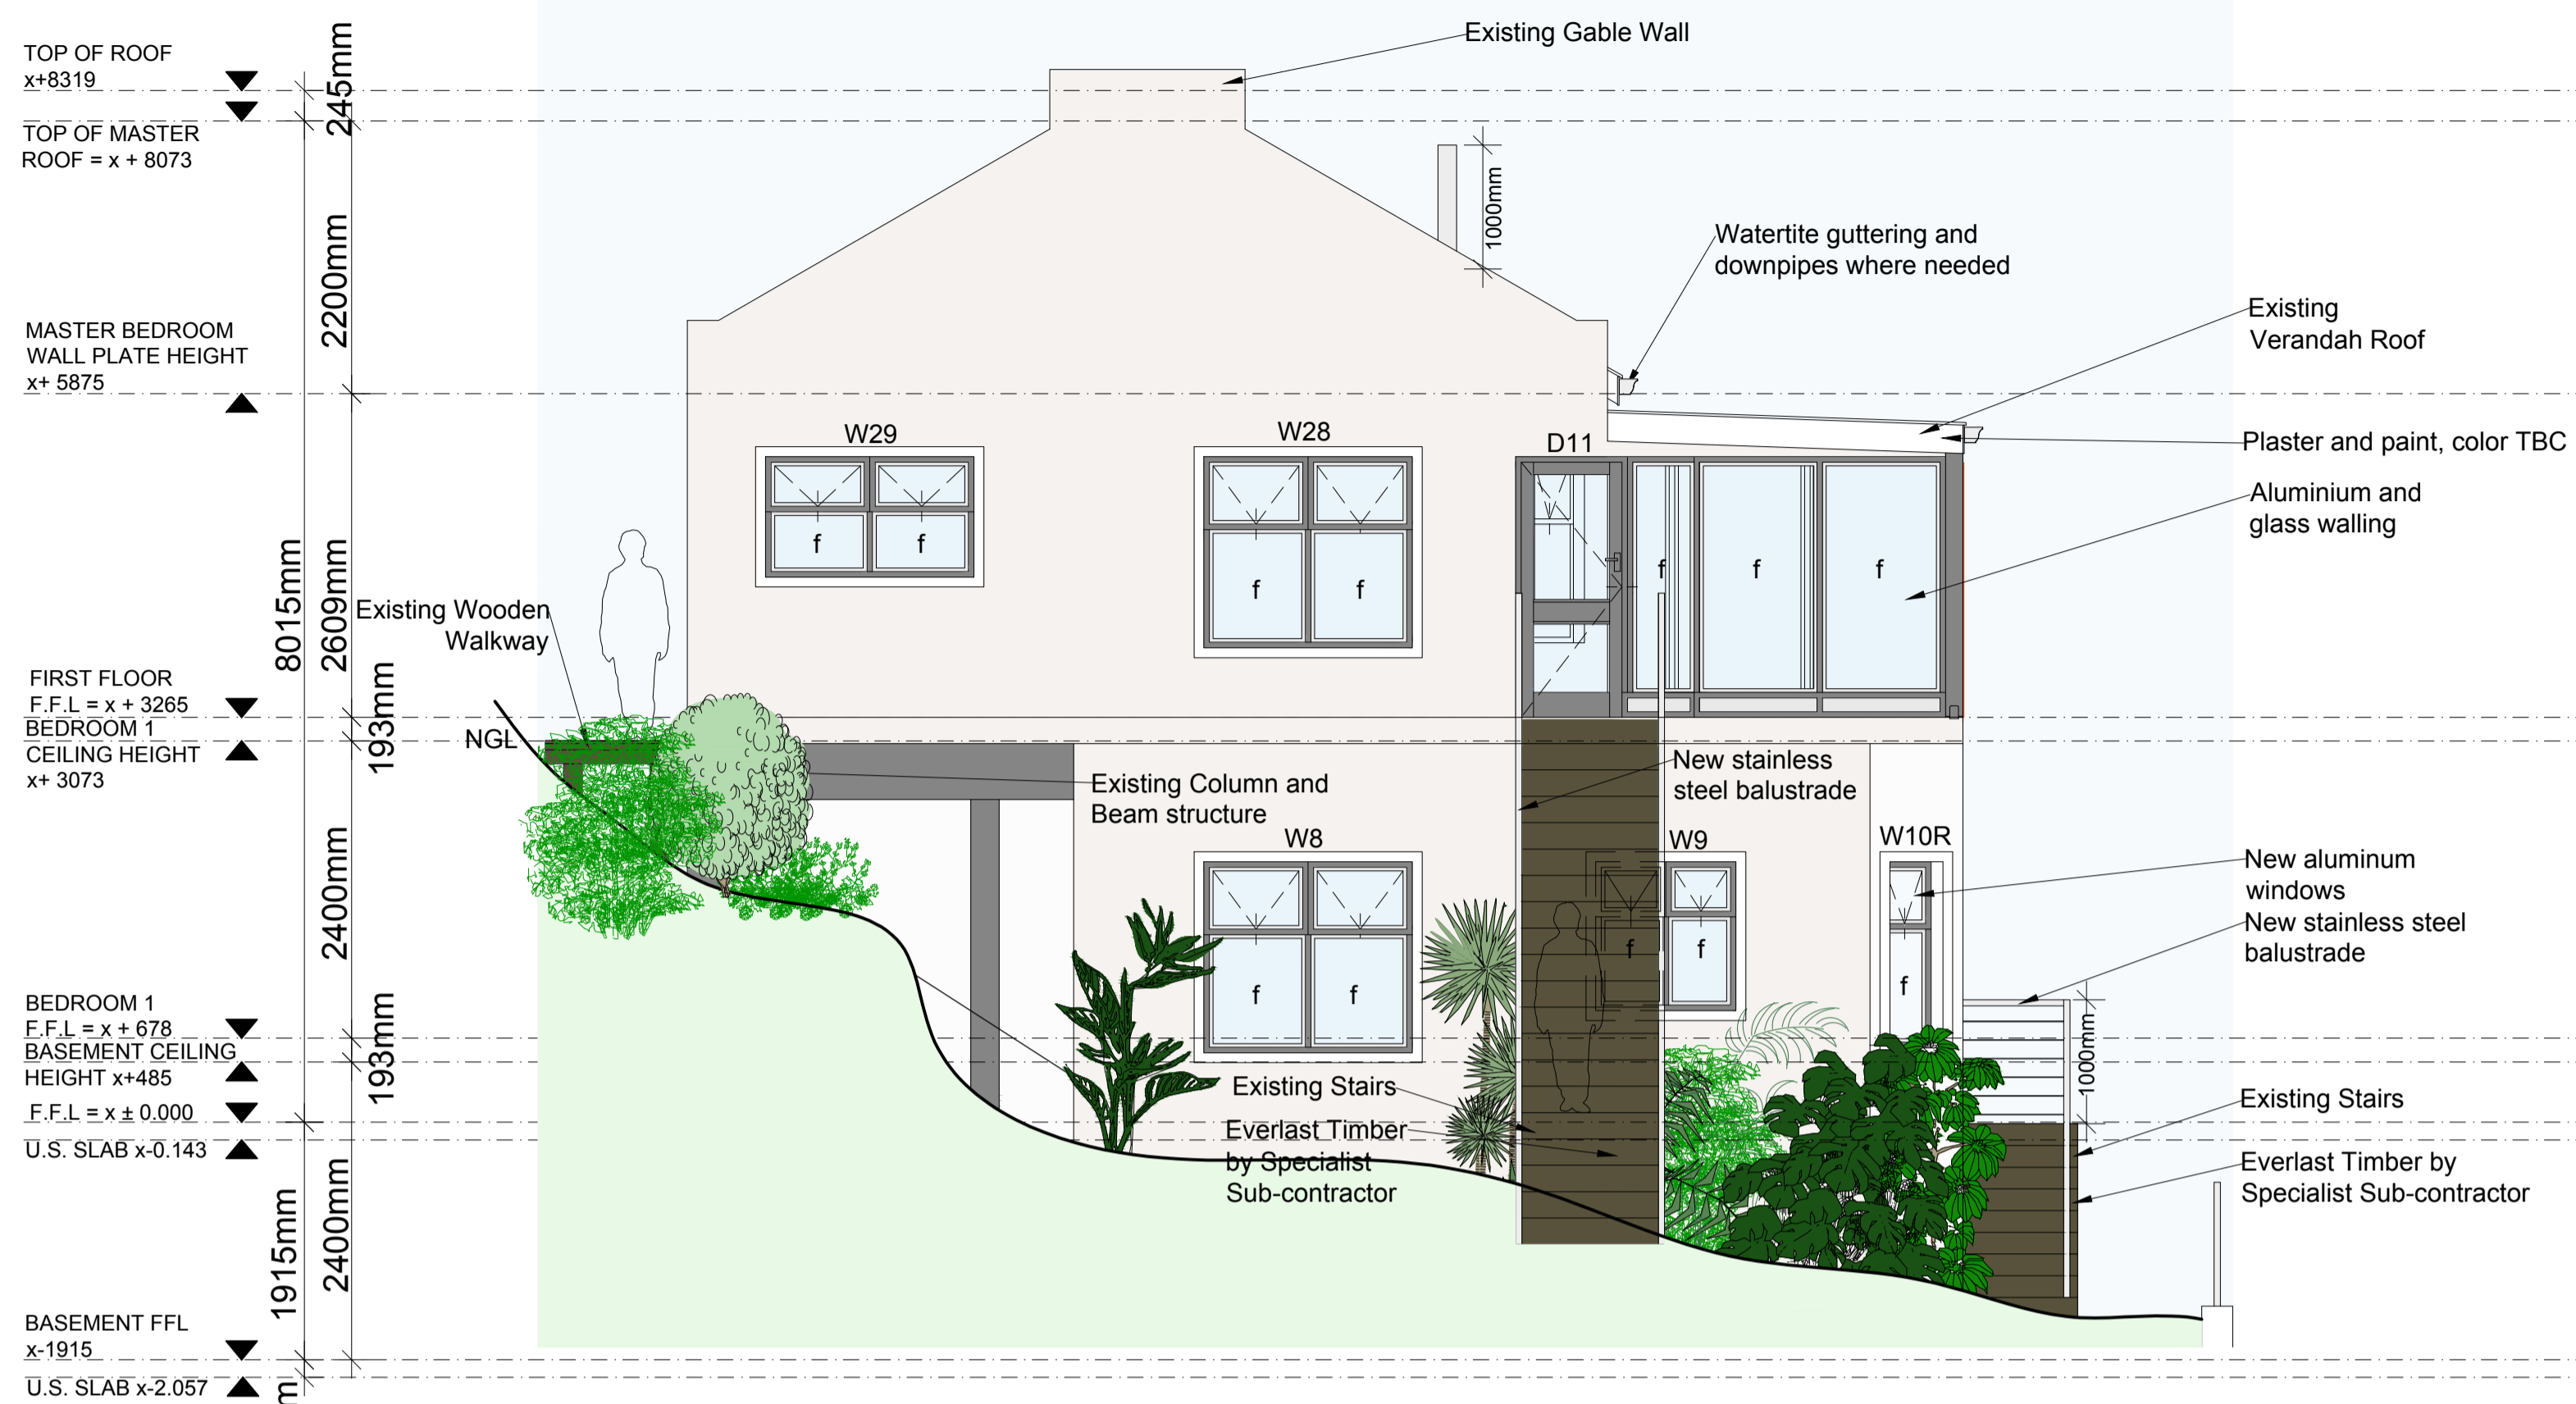 TOP OF ROOF
x+8319
TOP OF MASTER
ROOF = x + 8073
MASTER BEDROOM
WALL PLATE HEIGHT
x+ 5875
FIRST FLOOR
F.F.L = x + 3265
BEDROOM 1
CEILING HEIGHT
x+ 3073
BEDROOM 1
F.F.L = x + 678
BASEMENT CEILING
HEIGHT x+485
F.F.L = x ± 0.000
U.S. SLAB x-0.143
BASEMENT FFL
x-1915
U.S. SLAB x-2.057
245mm
2200mm
8015mm
2609mm
193mm
2400mm
193mm
1915mm
2400mm
m
Existing Wooden
Walkway
NGL
Existing Gable Wall
1000mm
Watertite guttering and
downpipes where needed
Existing
Verandah Roof
Plaster and paint, color TBC
Aluminium and
glass walling
W29
f
f
W28
f
f
D11
f
f
f
Existing Column and
Beam structure
New stainless
steel balustrade
W8
f
f
W9
f
f
W10R
f
New aluminum
windows
New stainless steel
balustrade
1000mm
Existing Stairs
Everlast Timber
by Specialist
Sub-contractor
Existing Stairs
Everlast Timber by
Specialist Sub-contractor